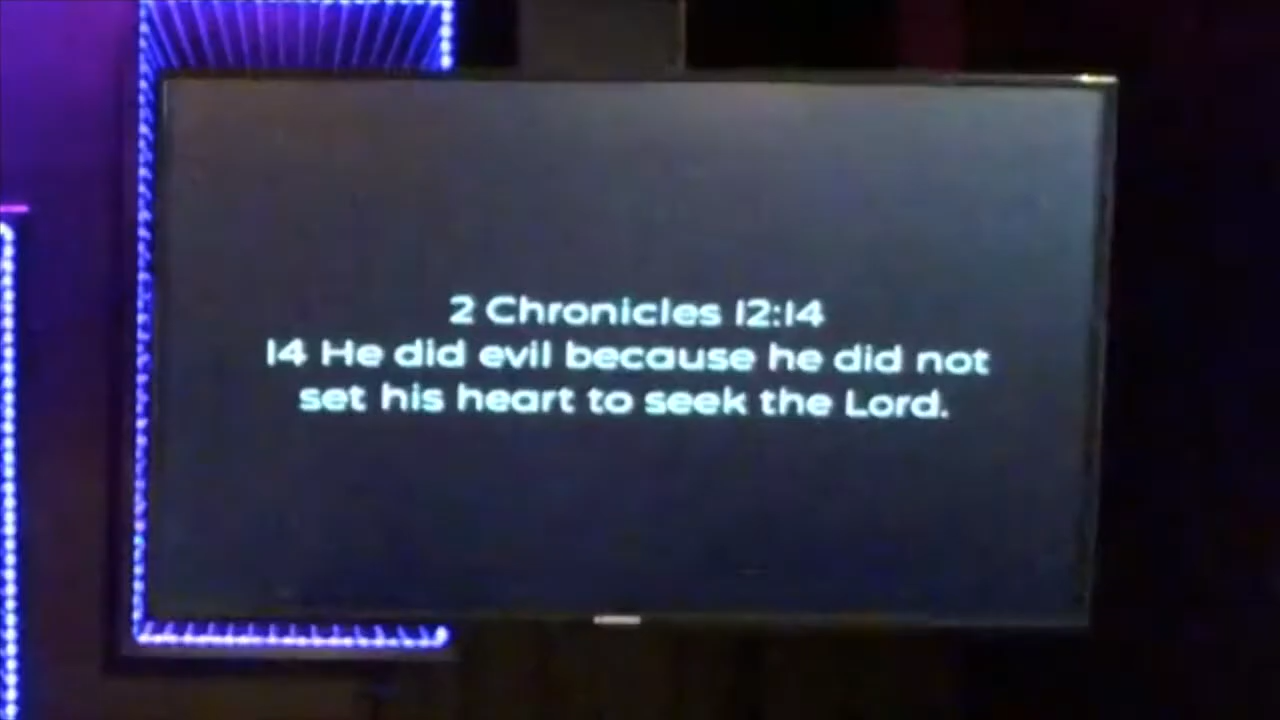 2 Chronicles 12:14
14 He did evil because he did not
set his heart to seek the Lord.